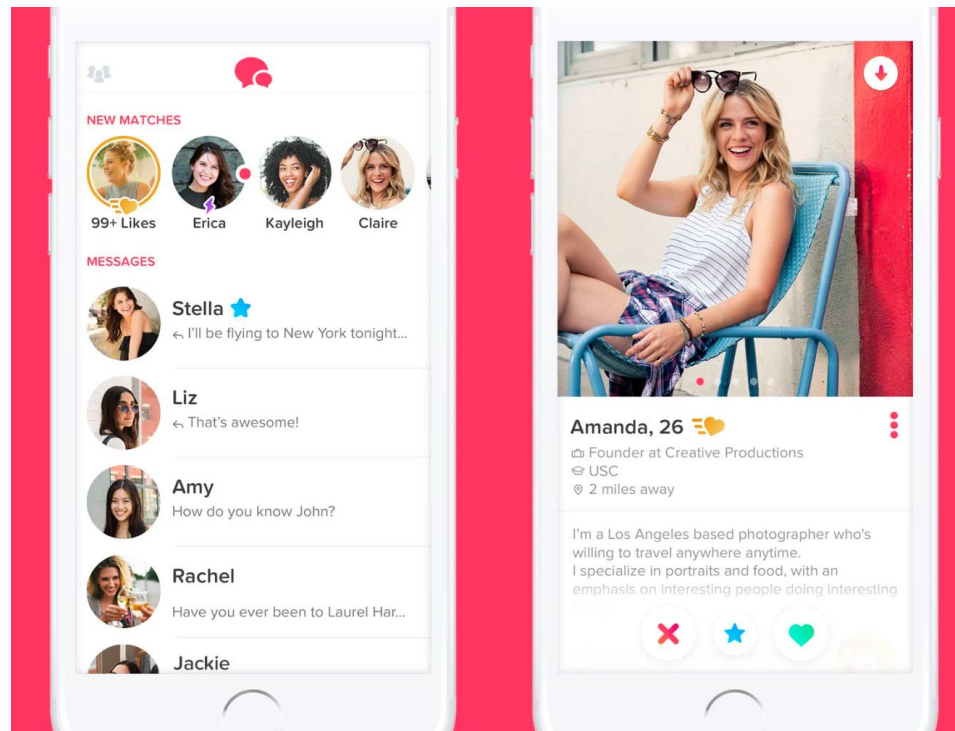 NEW MATCHES
99+ Likes
Erica
Kayleigh
Claire
MESSAGES
Stella
I'll be flying to New York tonight...
Liz
That's awesome!
Amy
How do you know John?
Rachel
Have you ever been to Laurel Har...
Jackie
Amanda, 26
Founder at Creative Productions
USC
2 miles away
I'm a Los Angeles based photographer who's
willing to travel anywhere anytime.
I specialize in portraits and food, with an
emphasis on interesting people doing interesting